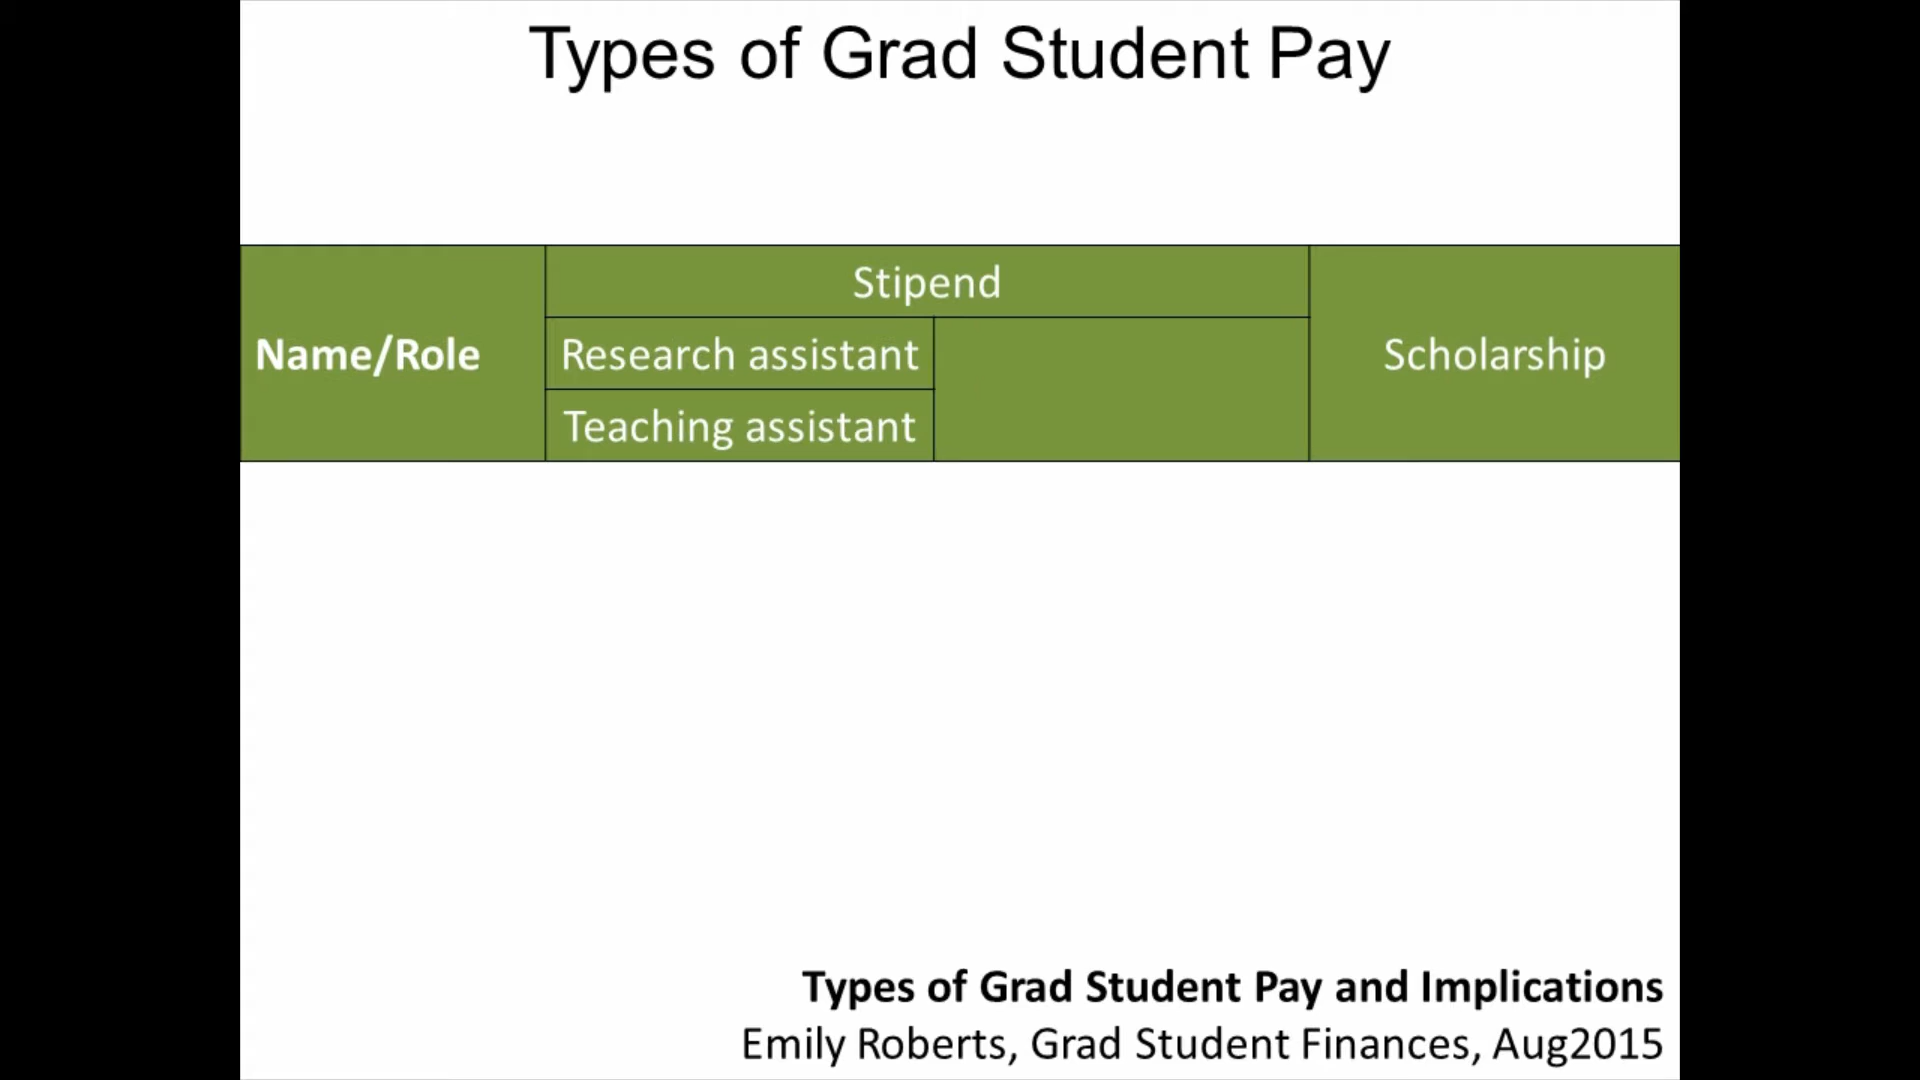 Types of Grad Student Pay
Name/Role
Stipend
Research assistant
Teaching assistant
Scholarship
Types of Grad Student Pay and Implications
Emily Roberts, Grad Student Finances, Aug2015